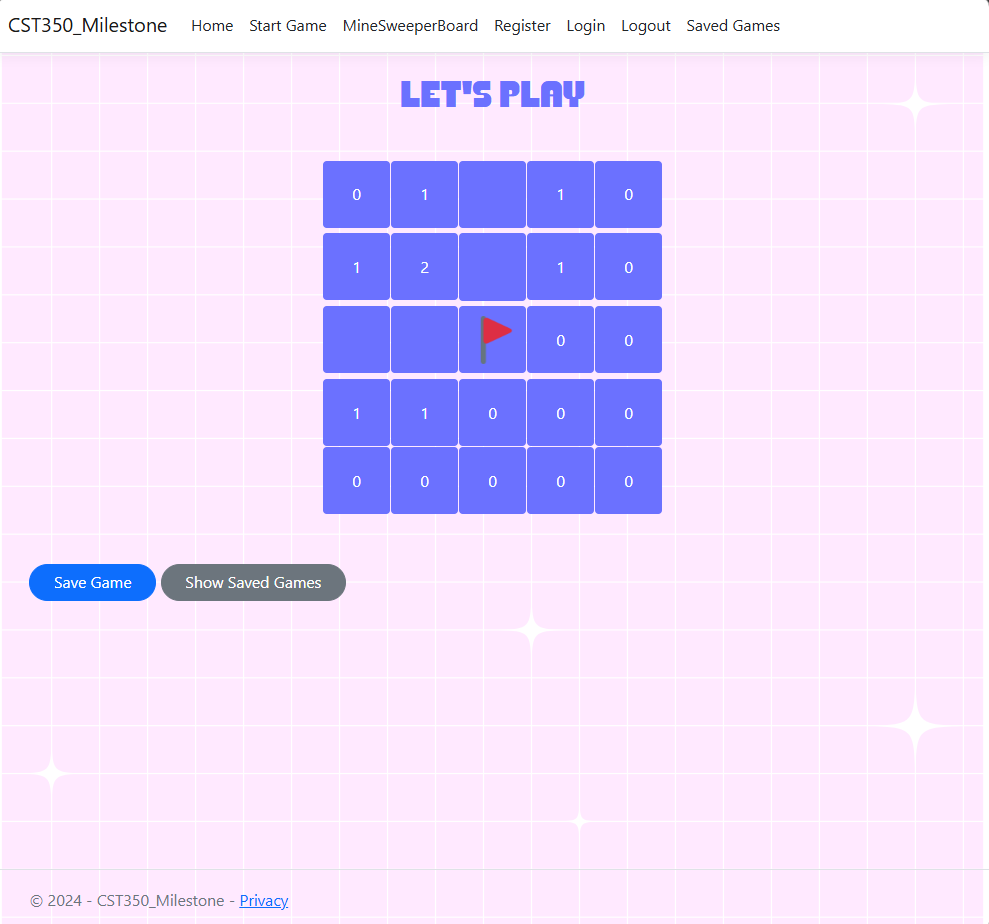 CST350_Milestone Home Start Game MineSweeperBoard Register Login Logout Saved Games
LET'S PLAY
0 1 1 0
1 2 1 0
0 0
1 1 0 0 0
0 0 0 0 0
Save Game Show Saved Games
© 2024 - CST350_Milestone - Privacy